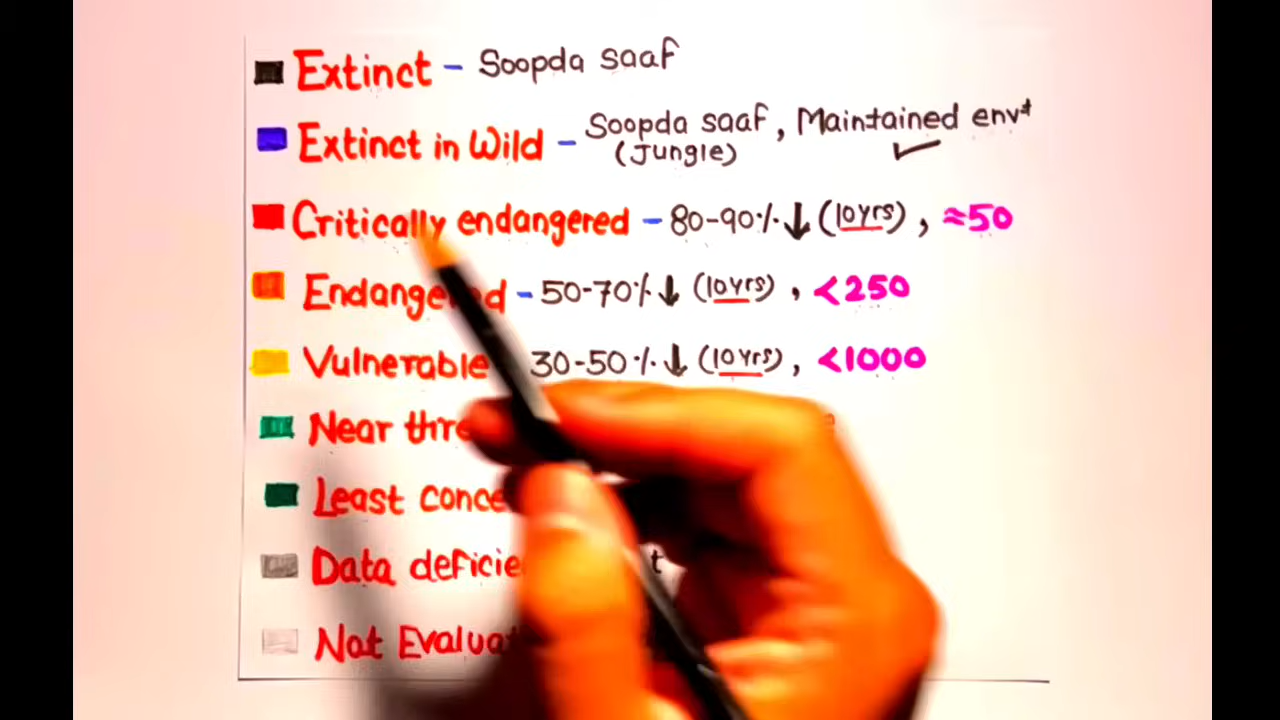 Extinct - Soopda saaf
Extinct in Wild - Soopda saaf, Maintained envt
(Jungle)
Critically endangered - 80-90% ↓ (10yrs), ≈50
Endangered - 50-70% ↓ (10yrs), <250
Vulnerable 30-50% ↓ (10yrs), <1000
Near
Least
Data
Not